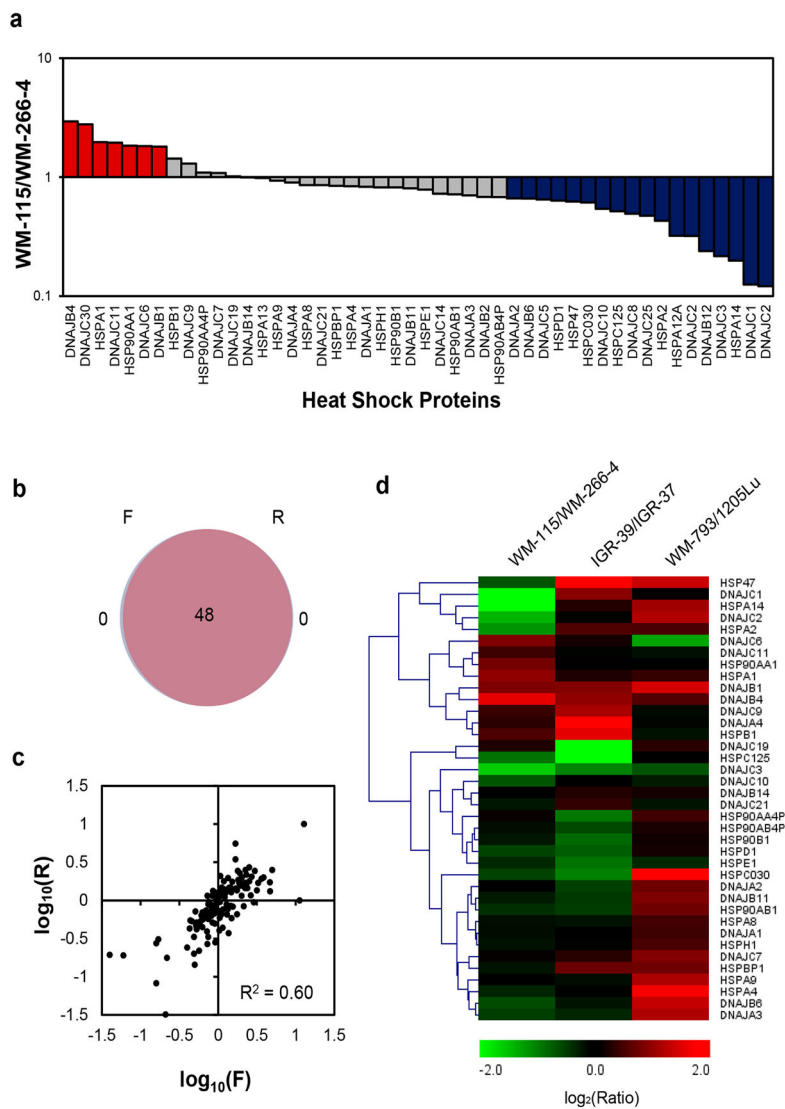 a
WM-115/WM-266-4
10
1
0.1
DNAJB4
DNAJC30
HSPA1
DNAJC11
HSP90AA1
DNAJC6
DNAJB1
HSPB1
DNAJC9
HSP90AA4P
DNAJC7
DNAJC19
DNAJB14
HSPA13
HSPA9
DNAJA4
HSPA8
DNAJC21
HSPBP1
HSPA4
DNAJA1
HSPH1
HSP90B1
DNAJB11
HSPE1
DNAJC14
HSP90AB1
DNAJA3
DNAJB2
HSP90AB4P
DNAJA2
DNAJB6
DNAJC5
HSPD1
HSP47
HSPC030
DNAJC10
HSPC125
DNAJC8
DNAJC25
HSPA2
HSPA12A
DNAJC2
DNAJB12
DNAJC3
HSPA14
DNAJC1
DNAJC2
Heat Shock Proteins
b
F
R
0
48
0
c
log10(R)
1.5
1
0.5
0
-0.5
-1
-1.5
R2 = 0.60
-1.5
-1
-0.5
0
0.5
1
1.5
log10(F)
d
WM-115/WM-266-4
IGR-39/IGR-37
WM-793/1205Lu
HSP47
DNAJC1
HSPA14
DNAJC2
HSPA2
DNAJC6
DNAJC11
HSP90AA1
HSPA1
DNAJB1
DNAJB4
DNAJC9
DNAJA4
HSPB1
DNAJC19
HSPC125
DNAJC3
DNAJC10
DNAJB14
DNAJC21
HSP90AA4P
HSP90AB4P
HSP90B1
HSPD1
HSPE1
HSPC030
DNAJA2
DNAJB11
HSP90AB1
HSPA8
DNAJA1
HSPH1
DNAJC7
HSPBP1
HSPA9
HSPA4
DNAJB6
DNAJA3
-2.0
0.0
2.0
log2(Ratio)